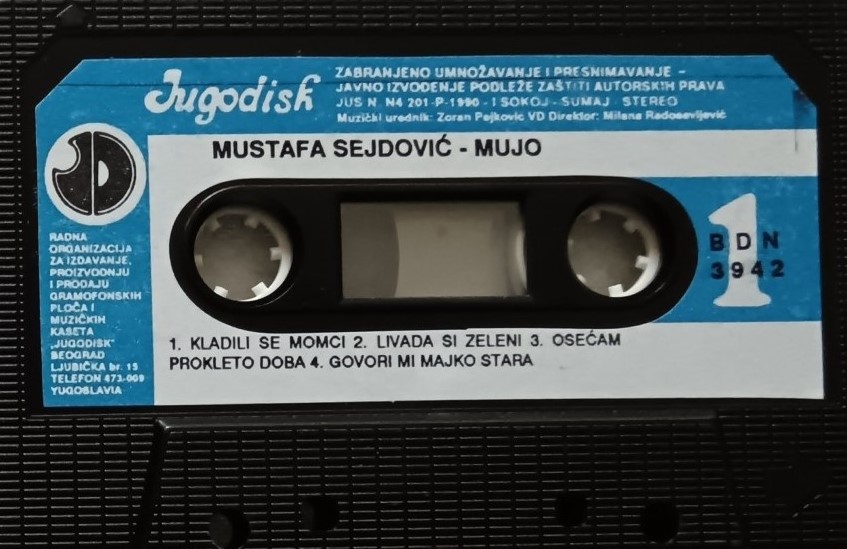 Jugodisk
ZABRANJENO UMNOŽAVANJE I PRESNIMAVANJE -
JAVNO IZVOĐENJE PODLEŽE ZAŠTITI AUTORSKIH PRAVA
JUS N. N4 201-P-1990 - I SOKOJ - SUMAJ - STEREO
Muzički urednik: Zoran Pejkovic VD Direktor: Milena Radosavljević
MUSTAFA SEJDOVIĆ - MUJO
JD
RADNA
ORGANIZACIJA
ZA IZDAVANJE,
PROIZVODNJU
I PRODAJU
GRAMOFONSKIH
PLOČA I
MUZIČKIH
KASETA
„JUGODISK"
BEOGRAD
LJUBIČKA br. 15
TELEFON 473-009
YUGOSLAVIA
1
BDN
3942
1. KLADILI SE MOMCI 2. LIVADA SI ZELENI 3. OSEĆAM
PROKLETO DOBA 4. GOVORI MI MAJKO STARA